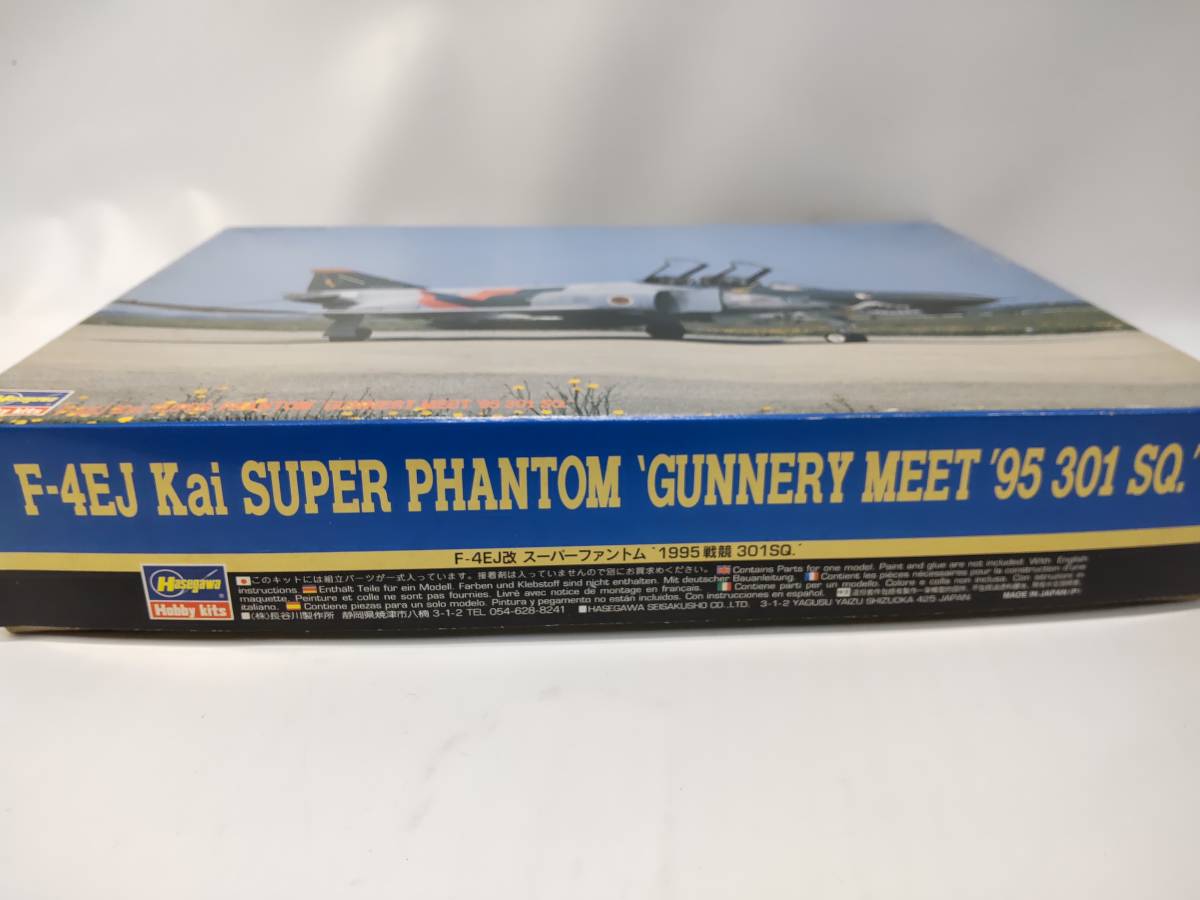 Hasegawa
PHANTOM 'GUNNERY MEET '95 301 SQ.'
F-4EJ Kai SUPER PHANTOM 'GUNNERY MEET '95 301 SQ.'
F-4EJ改 スーパーファントム '1995 戦競 301SQ.'
Hasegawa
Hobby kits
このキットには組立パーツが一式入っています。接着剤は入っていませんので別にお買求めください。 Contains Parts for one model. Paint and glue are not included. With English
instructions. Enthält Teile für ein Modell. Farben und Klebstoff sind nicht enthalten. Mit deutscher Bauanleitung. Contient les pièces nécessaires pour la construction d'une
maquette. Peinture et colle ne sont pas fournies. Livré avec notice de montage en français. Contiene parti per un modello. Colori e colla non inclusi. Con istruzioni
italiano. Contiene piezas para un solo modelo. Pintura y pegamento no están incluidos. Con instrucciones en español.
MADE IN JAPAN
■(株)長谷川製作所 静岡県焼津市八楠 3-1-2 TEL 054-628-8241 ■HASEGAWA SEISAKUSHO CO.,LTD. 3-1-2 YAGUSU YAIZU SHIZUOKA 425 JAPAN.